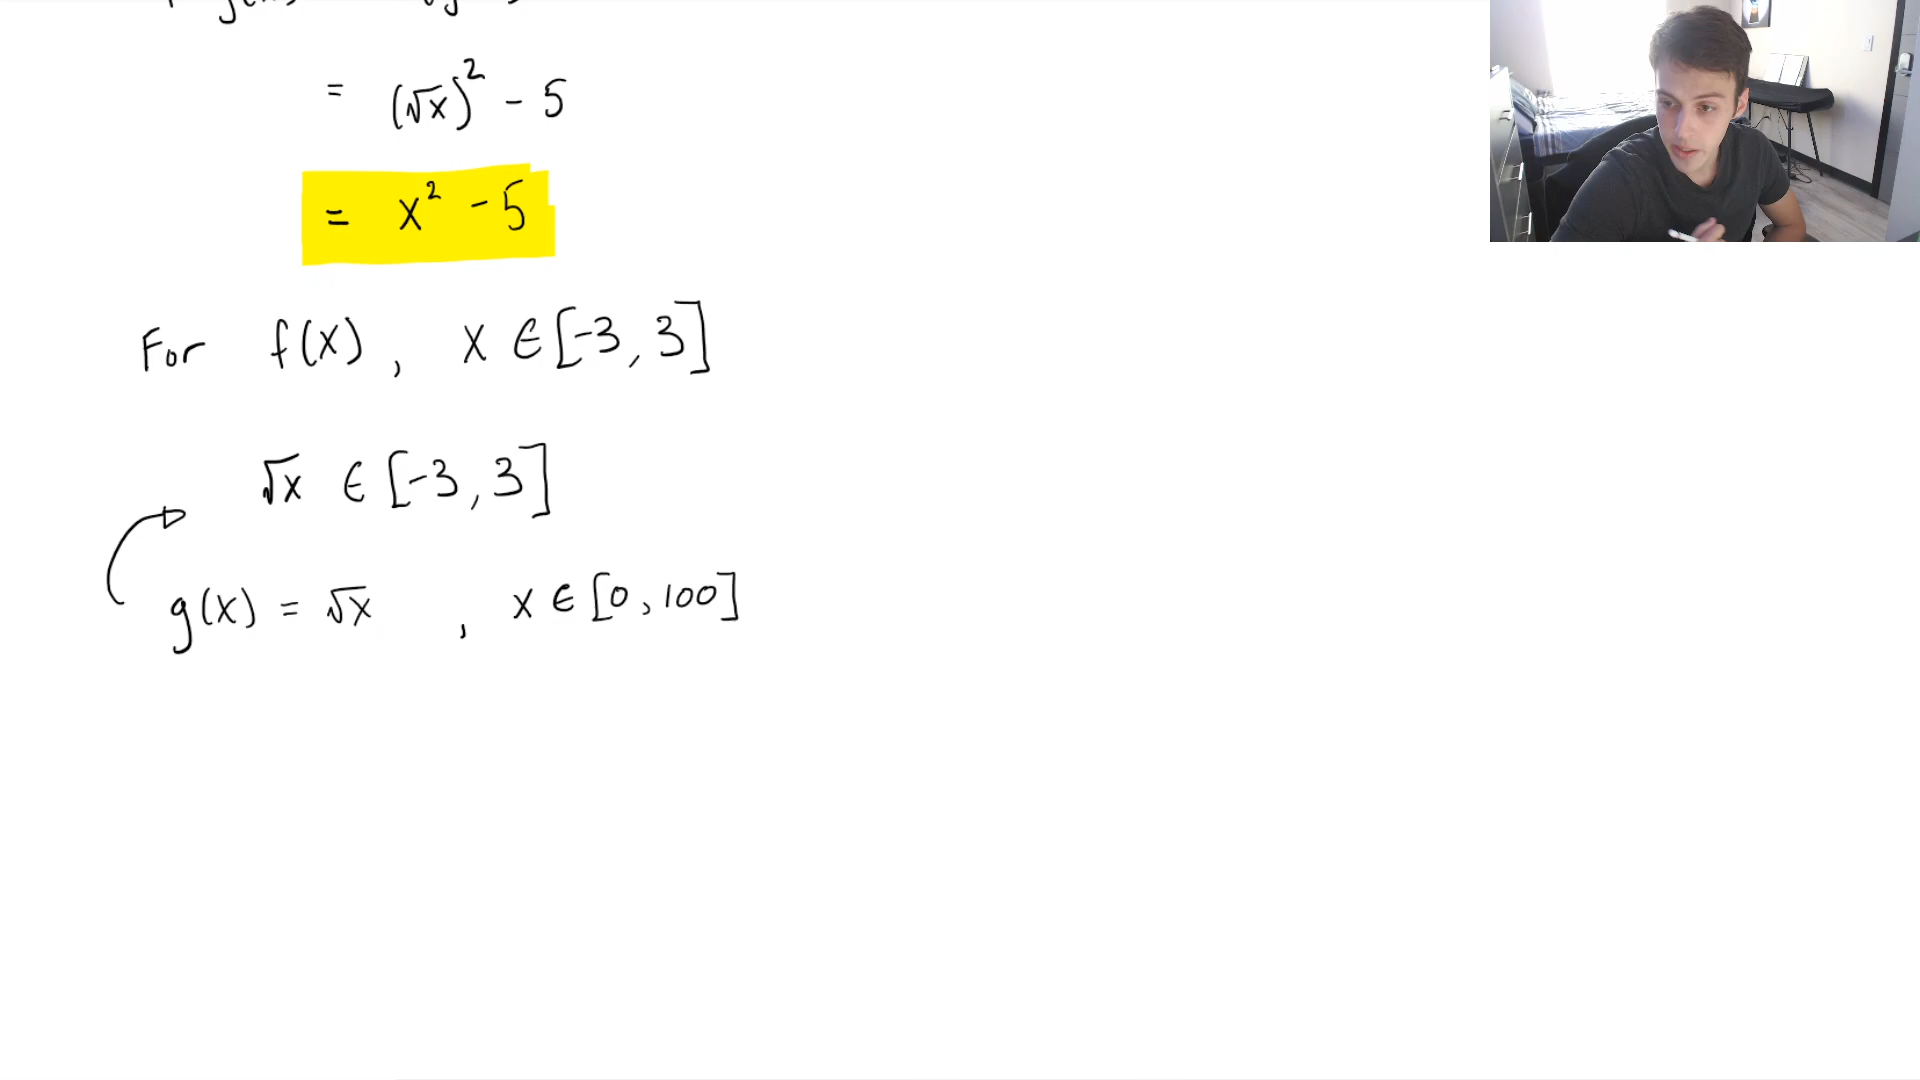 = (√x)² - 5
= x² - 5
For f(x), x ∈ [-3, 3]
√x ∈ [-3, 3]
g(x) = √x , x ∈ [0, 100]